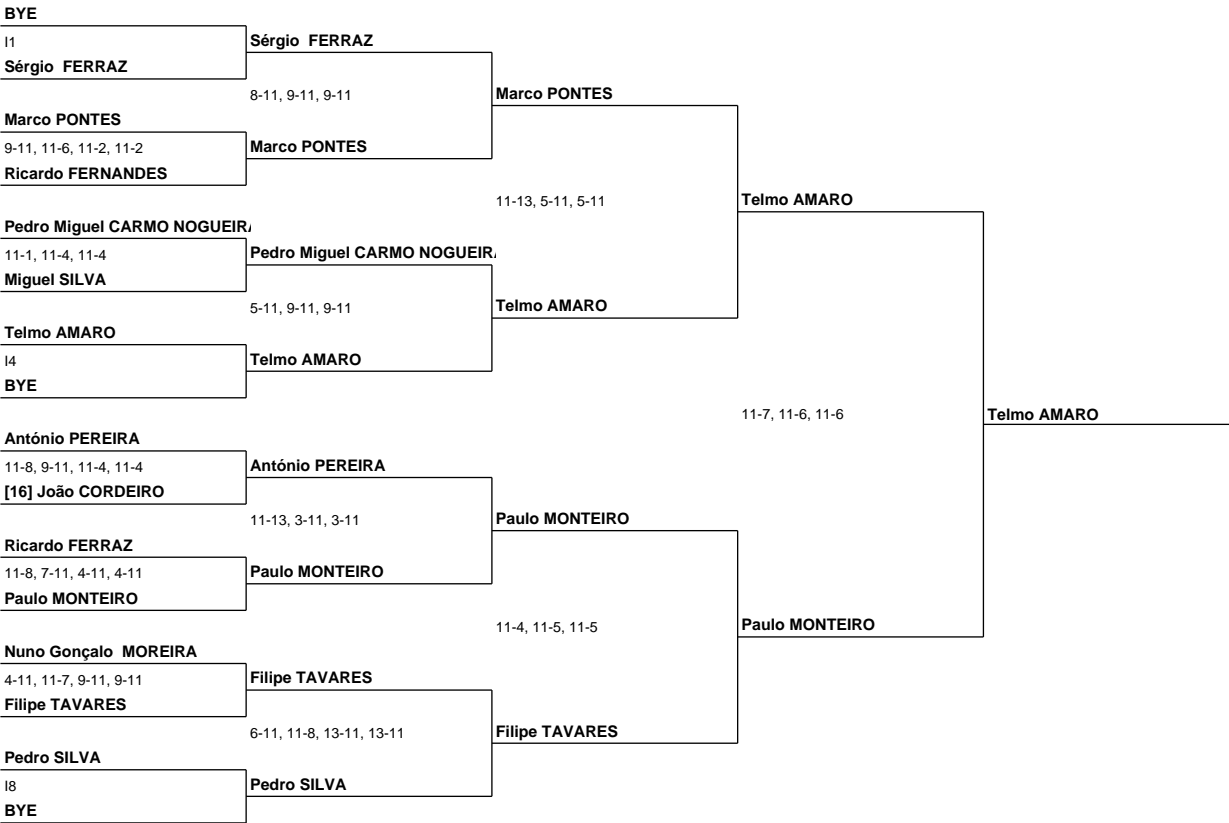 BYE
I1
Sérgio  FERRAZ
Sérgio  FERRAZ
8-11, 9-11, 9-11
Marco PONTES
Marco PONTES
9-11, 11-6, 11-2, 11-2
Marco PONTES
Ricardo FERNANDES
11-13, 5-11, 5-11
Telmo AMARO
Pedro Miguel CARMO NOGUEIRA
11-1, 11-4, 11-4
Pedro Miguel CARMO NOGUEIR
Miguel SILVA
5-11, 9-11, 9-11
Telmo AMARO
Telmo AMARO
I4
Telmo AMARO
BYE
11-7, 11-6, 11-6
Telmo AMARO
António PEREIRA
11-8, 9-11, 11-4, 11-4
António PEREIRA
[16] João CORDEIRO
11-13, 3-11, 3-11
Paulo MONTEIRO
Ricardo FERRAZ
11-8, 7-11, 4-11, 4-11
Paulo MONTEIRO
Paulo MONTEIRO
11-4, 11-5, 11-5
Paulo MONTEIRO
Nuno Gonçalo  MOREIRA
4-11, 11-7, 9-11, 9-11
Filipe TAVARES
Filipe TAVARES
6-11, 11-8, 13-11, 13-11
Filipe TAVARES
Pedro SILVA
I8
Pedro SILVA
BYE